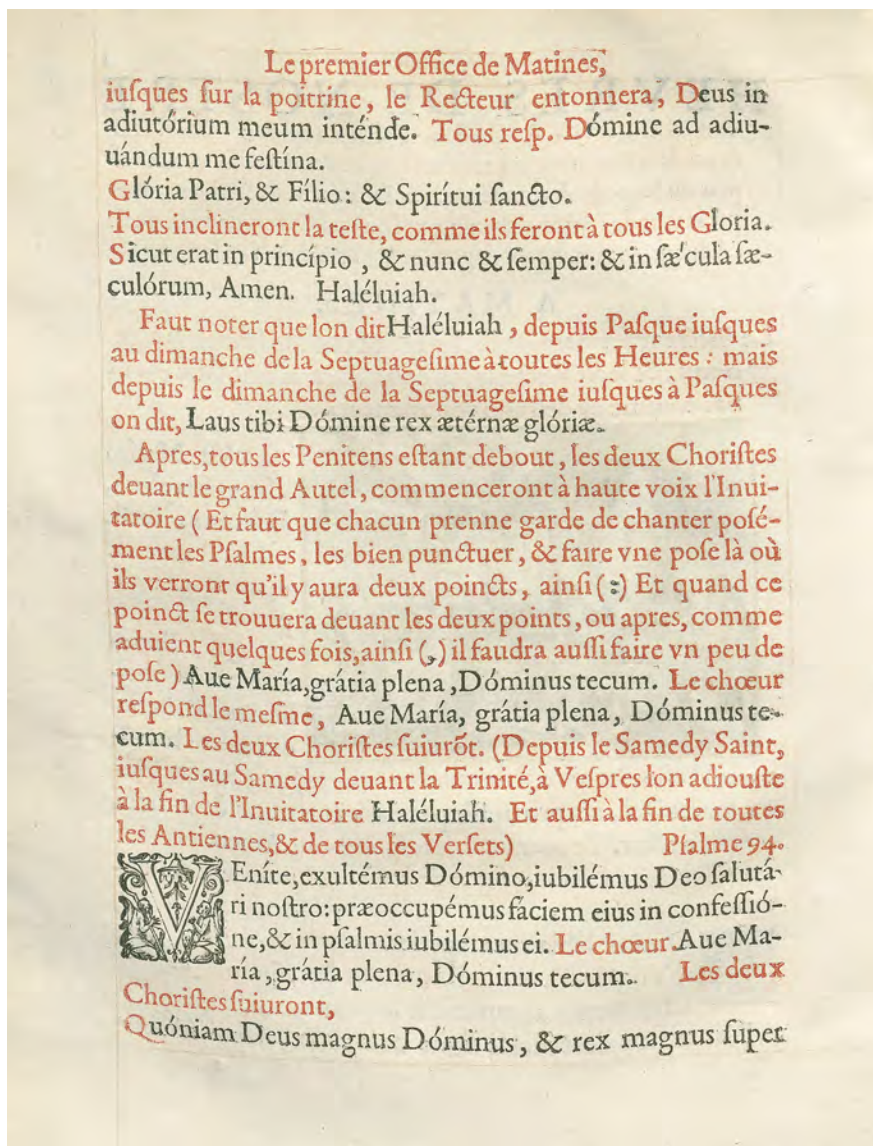 Le premier Office de Matines,
iuſques ſur la poitrine, le Recteur entonnera, Deus in
adiutórium meum inténde. Tous reſp. Dómine ad adiu-
uándum me feſtína.
Glória Patri, & Fílio: & Spirítui ſancto.
Tous inclineront la teſte, comme ils feront à tous les Gloria.
Sicut erat in princípio, & nunc & ſemper: & in ſæ'cula ſæ-
culórum, Amen. Haléluiah.
Faut noter que lon dit Haléluiah, depuis Paſque iuſques
au dimanche de la Septuageſime à toutes les Heures: mais
depuis le dimanche de la Septuageſime iuſques à Paſques
on dit, Laus tibi Dómine rex ætérnæ glóriæ.
Apres, tous les Penitens eſtant debout, les deux Choriſtes
deuant le grand Autel, commenceront à haute voix l'Inui-
tatoire (Et faut que chacun prenne garde de chanter poſé-
ment les Pſalmes, les bien punctuer, & faire vne poſe là où
ils verront qu'il y aura deux poincts, ainſi (:) Et quand ce
poinct ſe trouuera deuant les deux points, ou apres, comme
aduient quelques fois, ainſi (,) il faudra auſſi faire vn peu de
poſe) Aue María, grátia plena, Dóminus tecum. Le chœur
reſpond le meſme, Aue María, grátia plena, Dóminus te-
cum. Les deux Choriſtes ſuiurōt. (Depuis le Samedy Saint,
iuſques au Samedy deuant la Trinité, à Veſpres lon adiouſte
à la fin de l'Inuitatoire Haléluiah. Et auſſi à la fin de toutes
les Antiennes, & de tous les Verſets) Pſalme 94.
VEníte, exultémus Dómino, iubilémus Deo ſalutá-
ri noſtro: præoccupémus fáciem eius in confeſſió-
ne, & in pſalmis iubilémus ei. Le chœur. Aue Ma-
ría, grátia plena, Dóminus tecum. Les deux
Choriſtes ſuiuront,
Quóniam Deus magnus Dóminus, & rex magnus ſuper